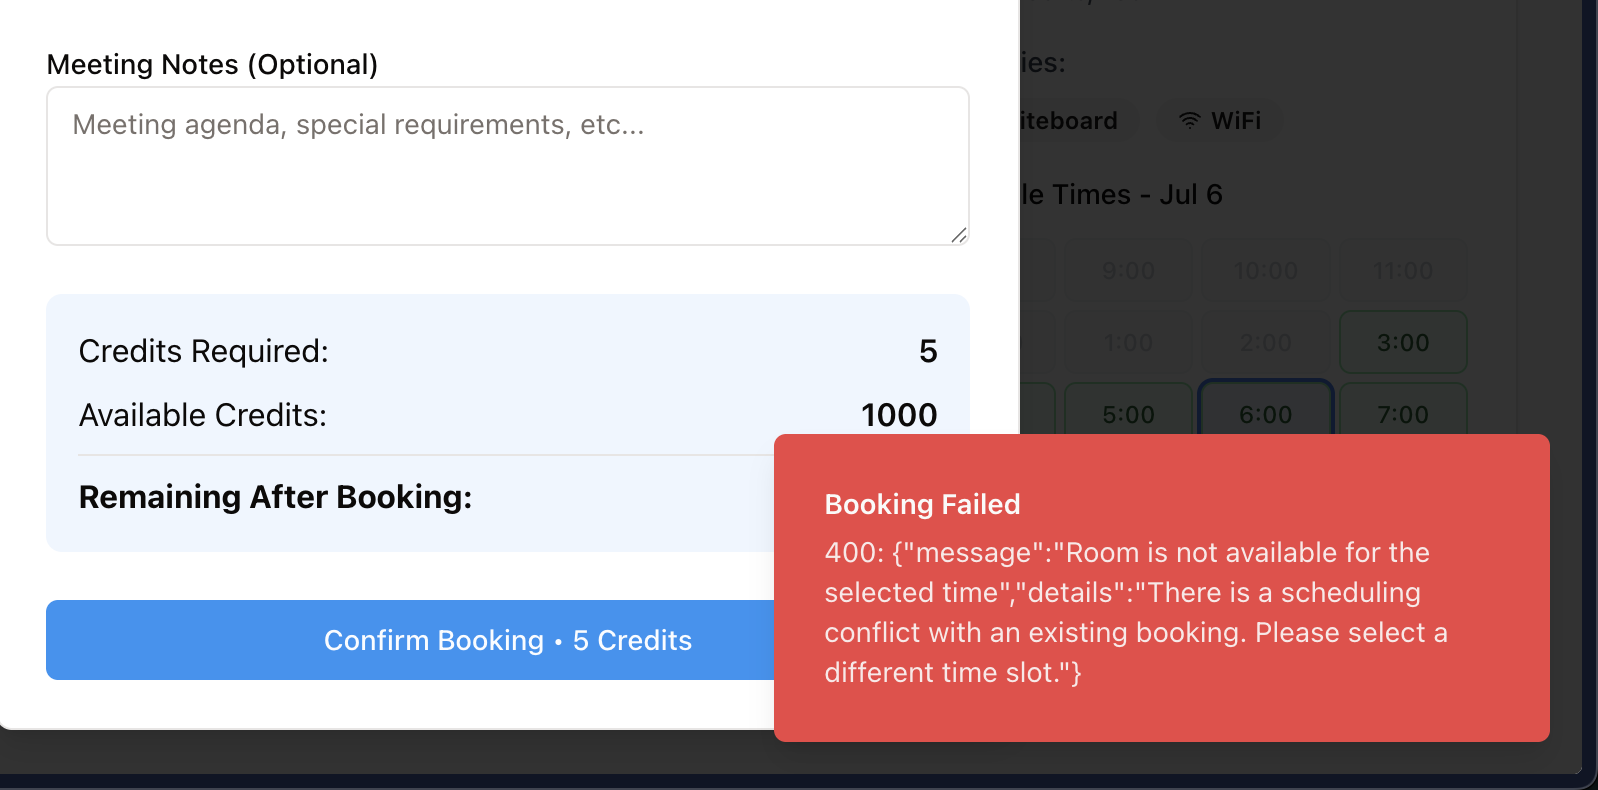 Meeting Notes (Optional)
Meeting agenda, special requirements, etc...
Credits Required: 5
Available Credits: 1000
Remaining After Booking:
Confirm Booking • 5 Credits
ies:
iteboard WiFi
le Times - Jul 6
9:00 10:00 11:00
1:00 2:00 3:00
5:00 6:00 7:00
Booking Failed
400: {"message":"Room is not available for the
selected time","details":"There is a scheduling
conflict with an existing booking. Please select a
different time slot."}